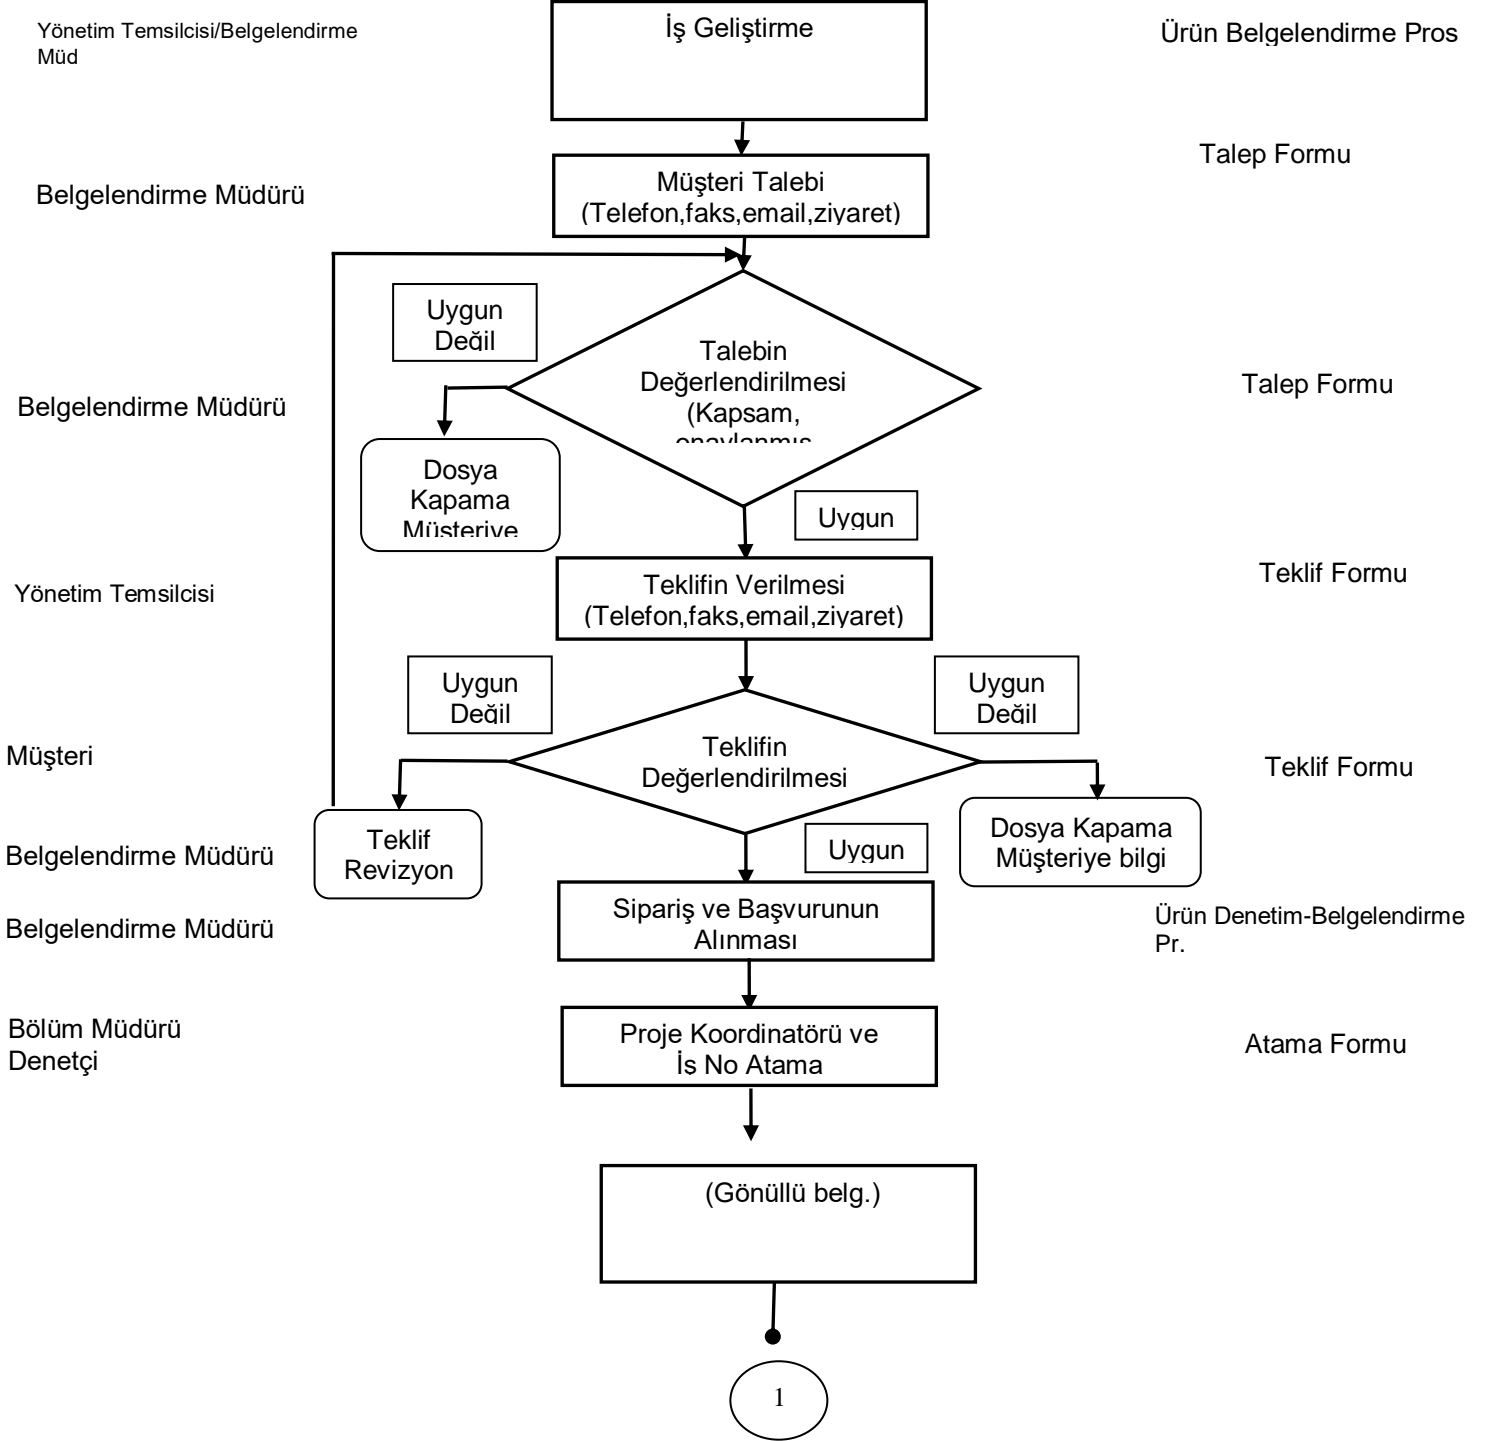 Yönetim Temsilcisi/Belgelendirme
Müd
İş Geliştirme
Ürün Belgelendirme Pros
Talep Formu
Belgelendirme Müdürü
Müşteri Talebi
(Telefon,faks,email,ziyaret)
Uygun
Değil
Talebin
Değerlendirilmesi
(Kapsam,
onaylanmış
Belgelendirme Müdürü
Talep Formu
Dosya
Kapama
Müşteriye
Uygun
Yönetim Temsilcisi
Teklifin Verilmesi
(Telefon,faks,email,ziyaret)
Teklif Formu
Uygun
Değil
Uygun
Değil
Müşteri
Teklifin
Değerlendirilmesi
Teklif Formu
Belgelendirme Müdürü
Teklif
Revizyon
Uygun
Dosya Kapama
Müşteriye bilgi
Belgelendirme Müdürü
Sipariş ve Başvurunun
Alınması
Ürün Denetim-Belgelendirme
Pr.
Bölüm Müdürü
Denetçi
Proje Koordinatörü ve
İş No Atama
Atama Formu
(Gönüllü belg.)
1